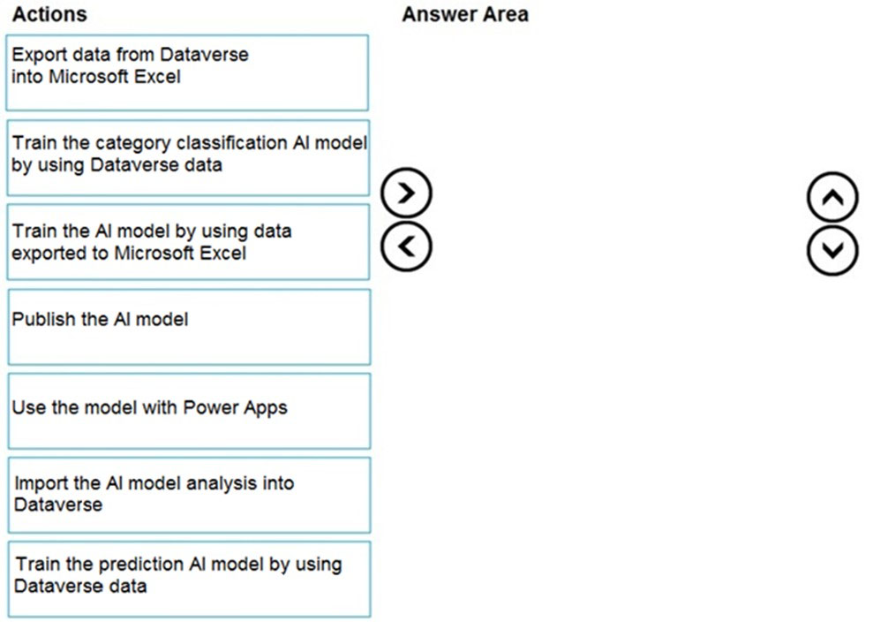 Actions
Answer Area
Export data from Dataverse
into Microsoft Excel
Train the category classification AI model
by using Dataverse data
Train the AI model by using data
exported to Microsoft Excel
Publish the AI model
Use the model with Power Apps
Import the AI model analysis into
Dataverse
Train the prediction AI model by using
Dataverse data